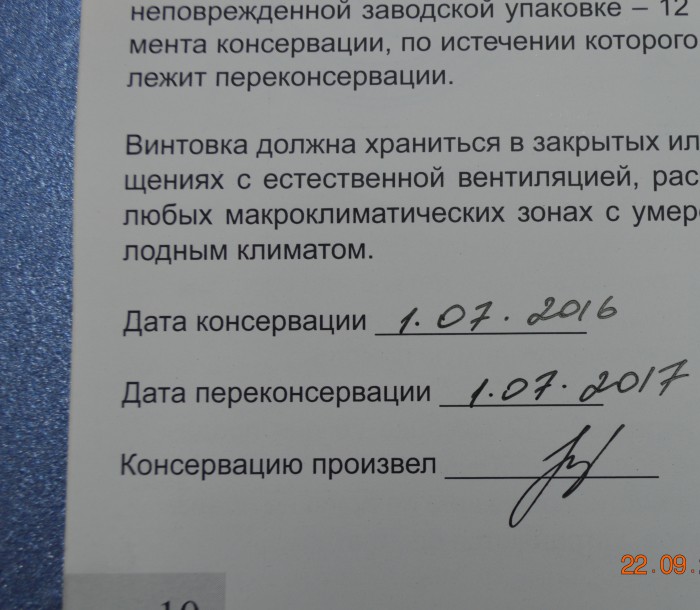 неповрежденной заводской упаковке – 12
мента консервации, по истечении которого
лежит переконсервации.
Винтовка должна храниться в закрытых ил
щениях с естественной вентиляцией, рас
любых макроклиматических зонах с умер
лодным климатом.
Дата консервации 1.07.2016
Дата переконсервации 1.07.2017
Консервацию произвел
22.09.
10